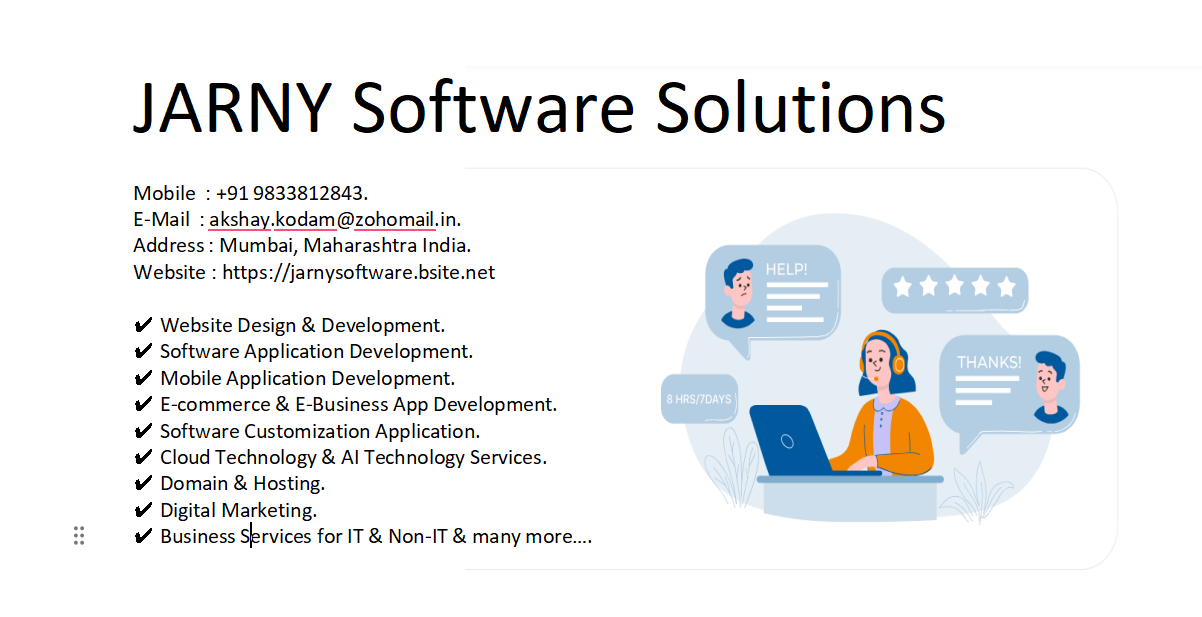 JARNY Software Solutions
Mobile : +91 9833812843.
E-Mail : akshay.kodam@zohomail.in.
Address : Mumbai, Maharashtra India.
Website : https://jarnysoftware.bsite.net
✔ Website Design & Development.
✔ Software Application Development.
✔ Mobile Application Development.
✔ E-commerce & E-Business App Development.
✔ Software Customization Application.
✔ Cloud Technology & AI Technology Services.
✔ Domain & Hosting.
✔ Digital Marketing.
✔ Business Services for IT & Non-IT & many more....
HELP!
THANKS!
8 HRS/7DAYS